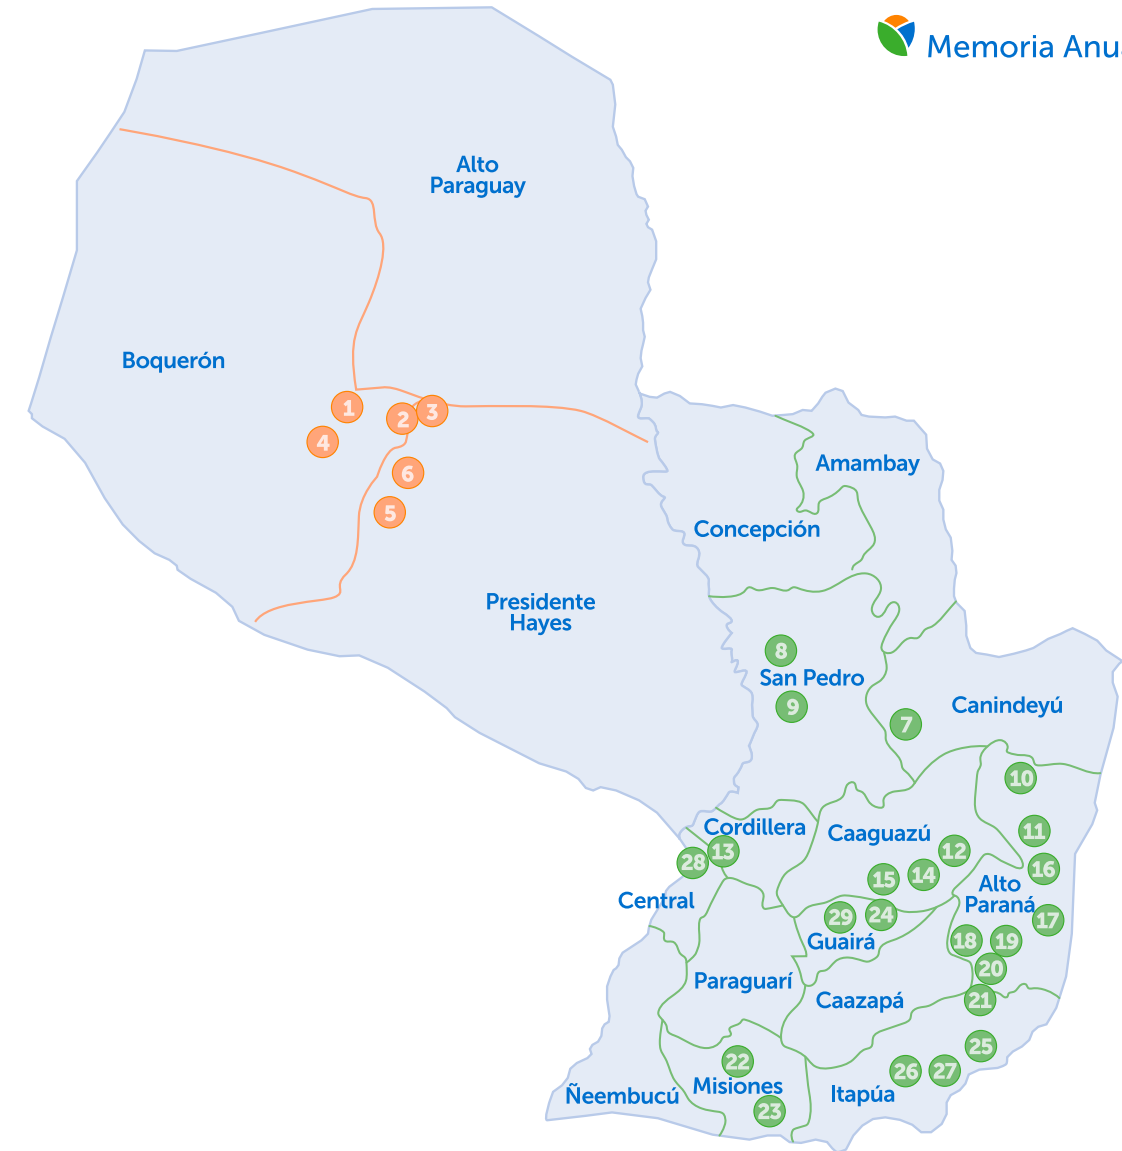 Memoria Anua
Alto
Paraguay
Boquerón
1
2
3
4
6
5
Amambay
Concepción
Presidente
Hayes
8
San Pedro
9
7
Canindeyú
10
Cordillera
Caaguazú
11
28
13
12
15
14
16
Alto
Paraná
Central
29
24
17
Guairá
18
19
20
Paraguarí
Caazapá
21
25
22
26
27
Misiones
Ñeembucú
Itapúa
23